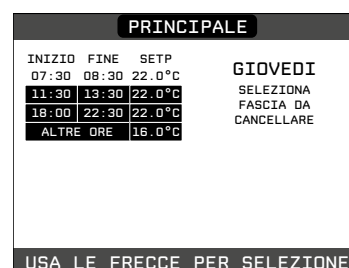 PRINCIPALE
INIZIO FINE SETP
07:30 08:30 22.0°C
11:30 13:30 22.0°C
18:00 22:30 22.0°C
ALTRE ORE 16.0°C
GIOVEDI
SELEZIONA
FASCIA DA
CANCELLARE
USA LE FRECCE PER SELEZIONE